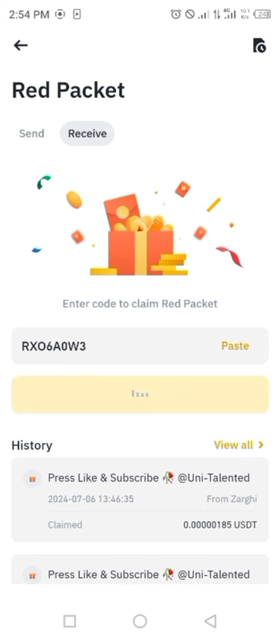 2:54 PM
Red Packet
Send Receive
Enter code to claim Red Packet
RXO6A0W3 Paste
History View all >
Press Like & Subscribe 🥀 @Uni-Talented
2024-07-06 13:46:35 From Zarghi
Claimed 0.00000185 USDT
Press Like & Subscribe 🥀 @Uni-Talented